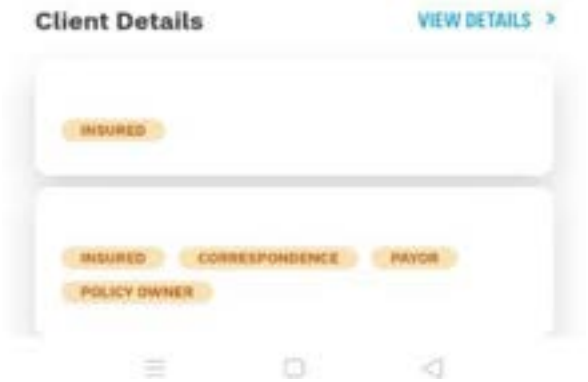 Client Details VIEW DETAILS >
INSURED
INSURED CORRESPONDENCE PAYOR
POLICY OWNER